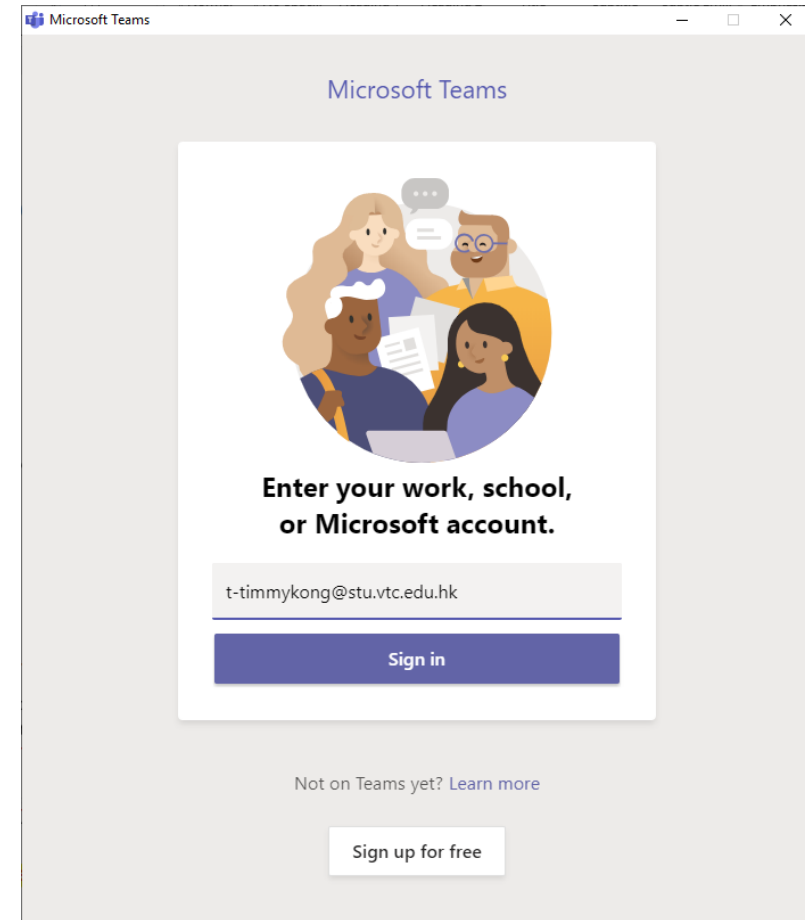 Microsoft Teams
Microsoft Teams
Enter your work, school,
or Microsoft account.
t-timmykong@stu.vtc.edu.hk
Sign in
Not on Teams yet? Learn more
Sign up for free